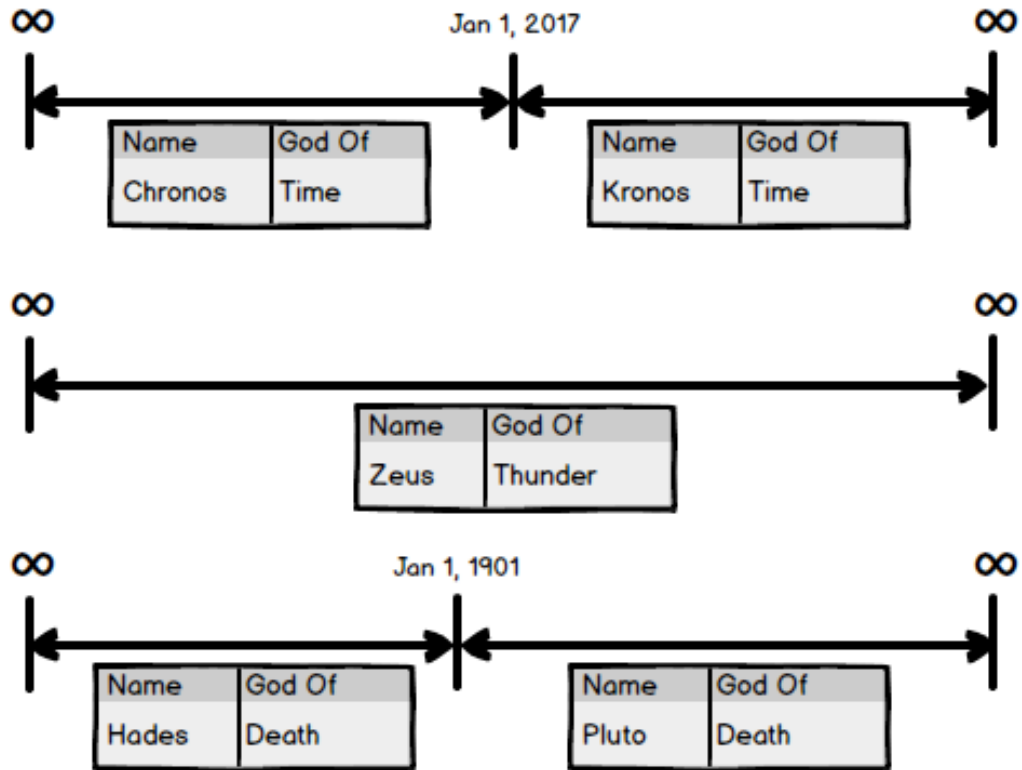 ∞ Jan 1, 2017 ∞
Name God Of
Chronos Time
Name God Of
Kronos Time
∞ ∞
Name God Of
Zeus Thunder
∞ Jan 1, 1901 ∞
Name God Of
Hades Death
Name God Of
Pluto Death